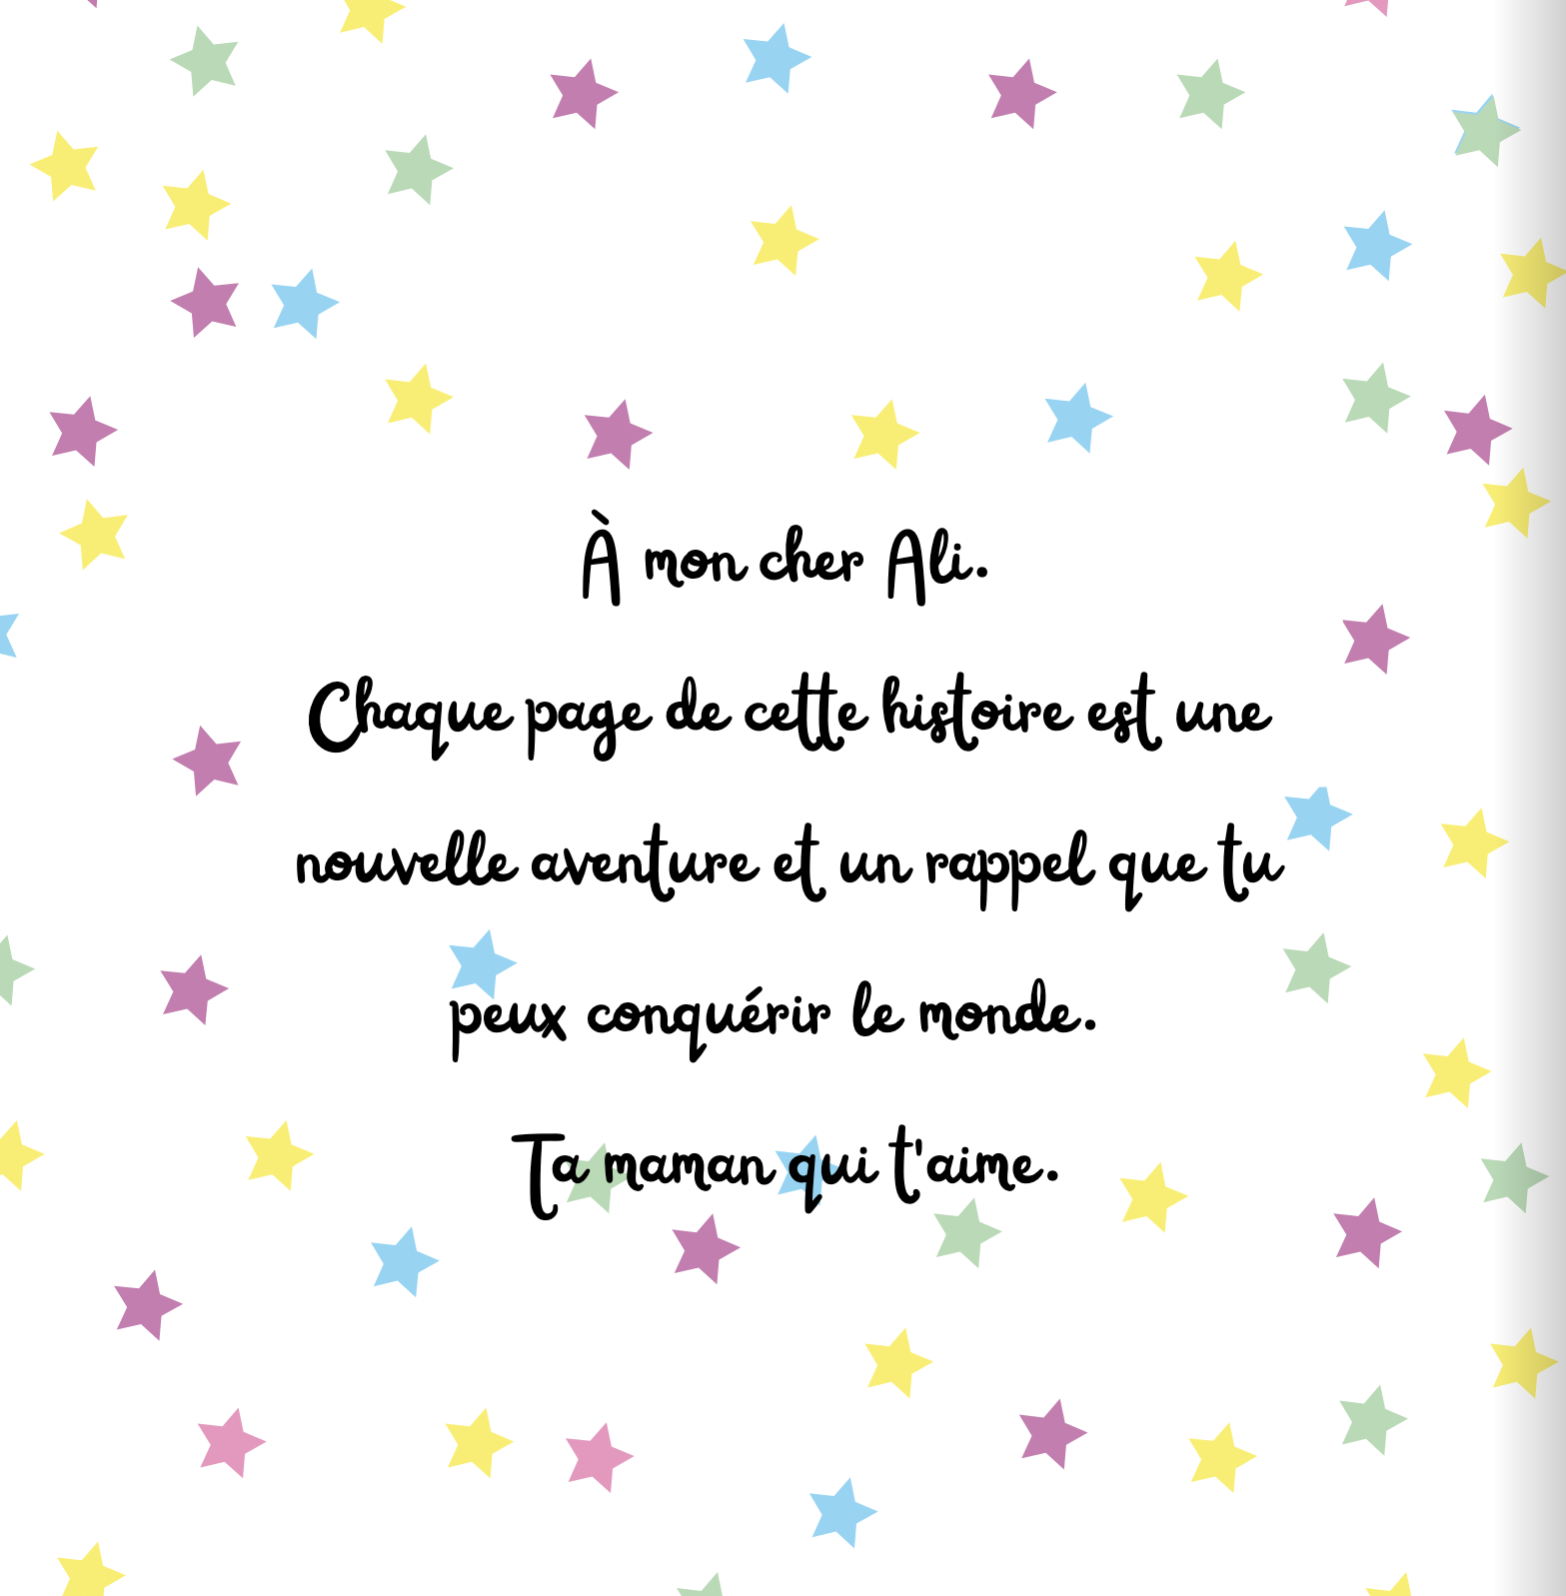 À mon cher Ali.
Chaque page de cette histoire est une
nouvelle aventure et un rappel que tu
peux conquérir le monde.
Ta maman qui t'aime.